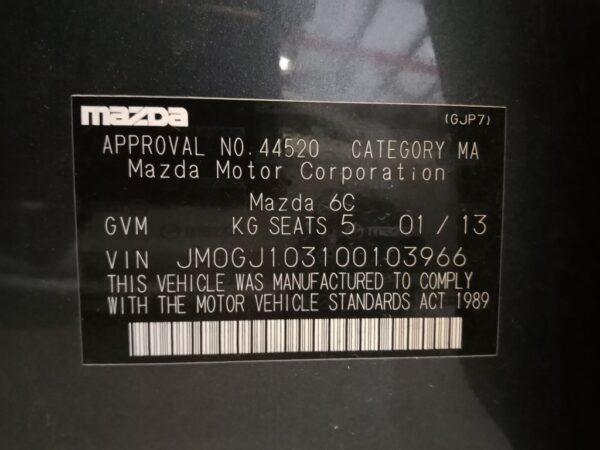 mazda
(GJP7)
APPROVAL NO.44520 CATEGORY MA
Mazda Motor Corporation
Mazda 6C
GVM KG SEATS 5 01/13
VIN JM0GJ103100103966
THIS VEHICLE WAS MANUFACTURED TO COMPLY
WITH THE MOTOR VEHICLE STANDARDS ACT 1989